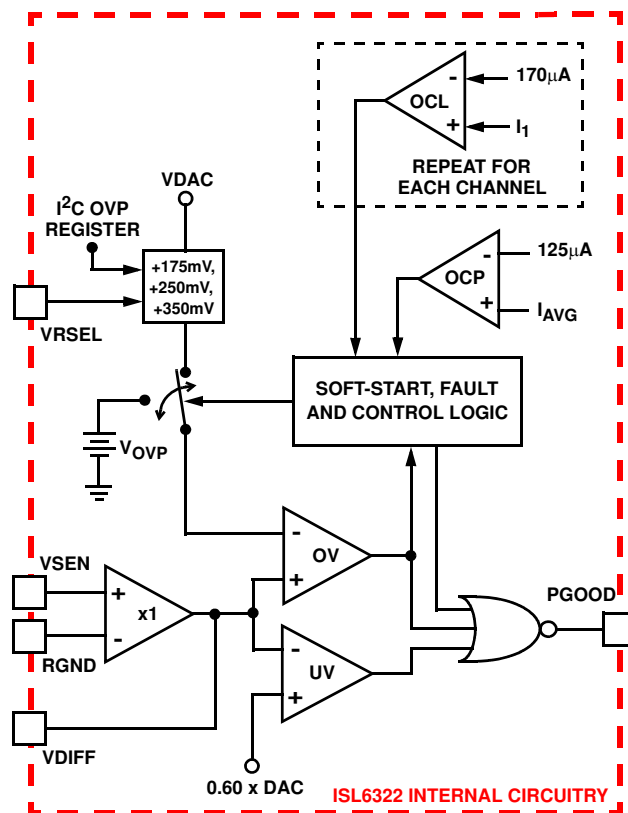 170µA
-
OCL
+
I1
REPEAT FOR
EACH CHANNEL
VDAC
I2C OVP
REGISTER
+175mV,
+250mV,
+350mV
VRSEL
125µA
-
OCP
+
IAVG
SOFT-START, FAULT
AND CONTROL LOGIC
VOVP
-
OV
+
VSEN
+
x1
-
RGND
-
UV
+
PGOOD
VDIFF
0.60 x DAC
ISL6322 INTERNAL CIRCUITRY